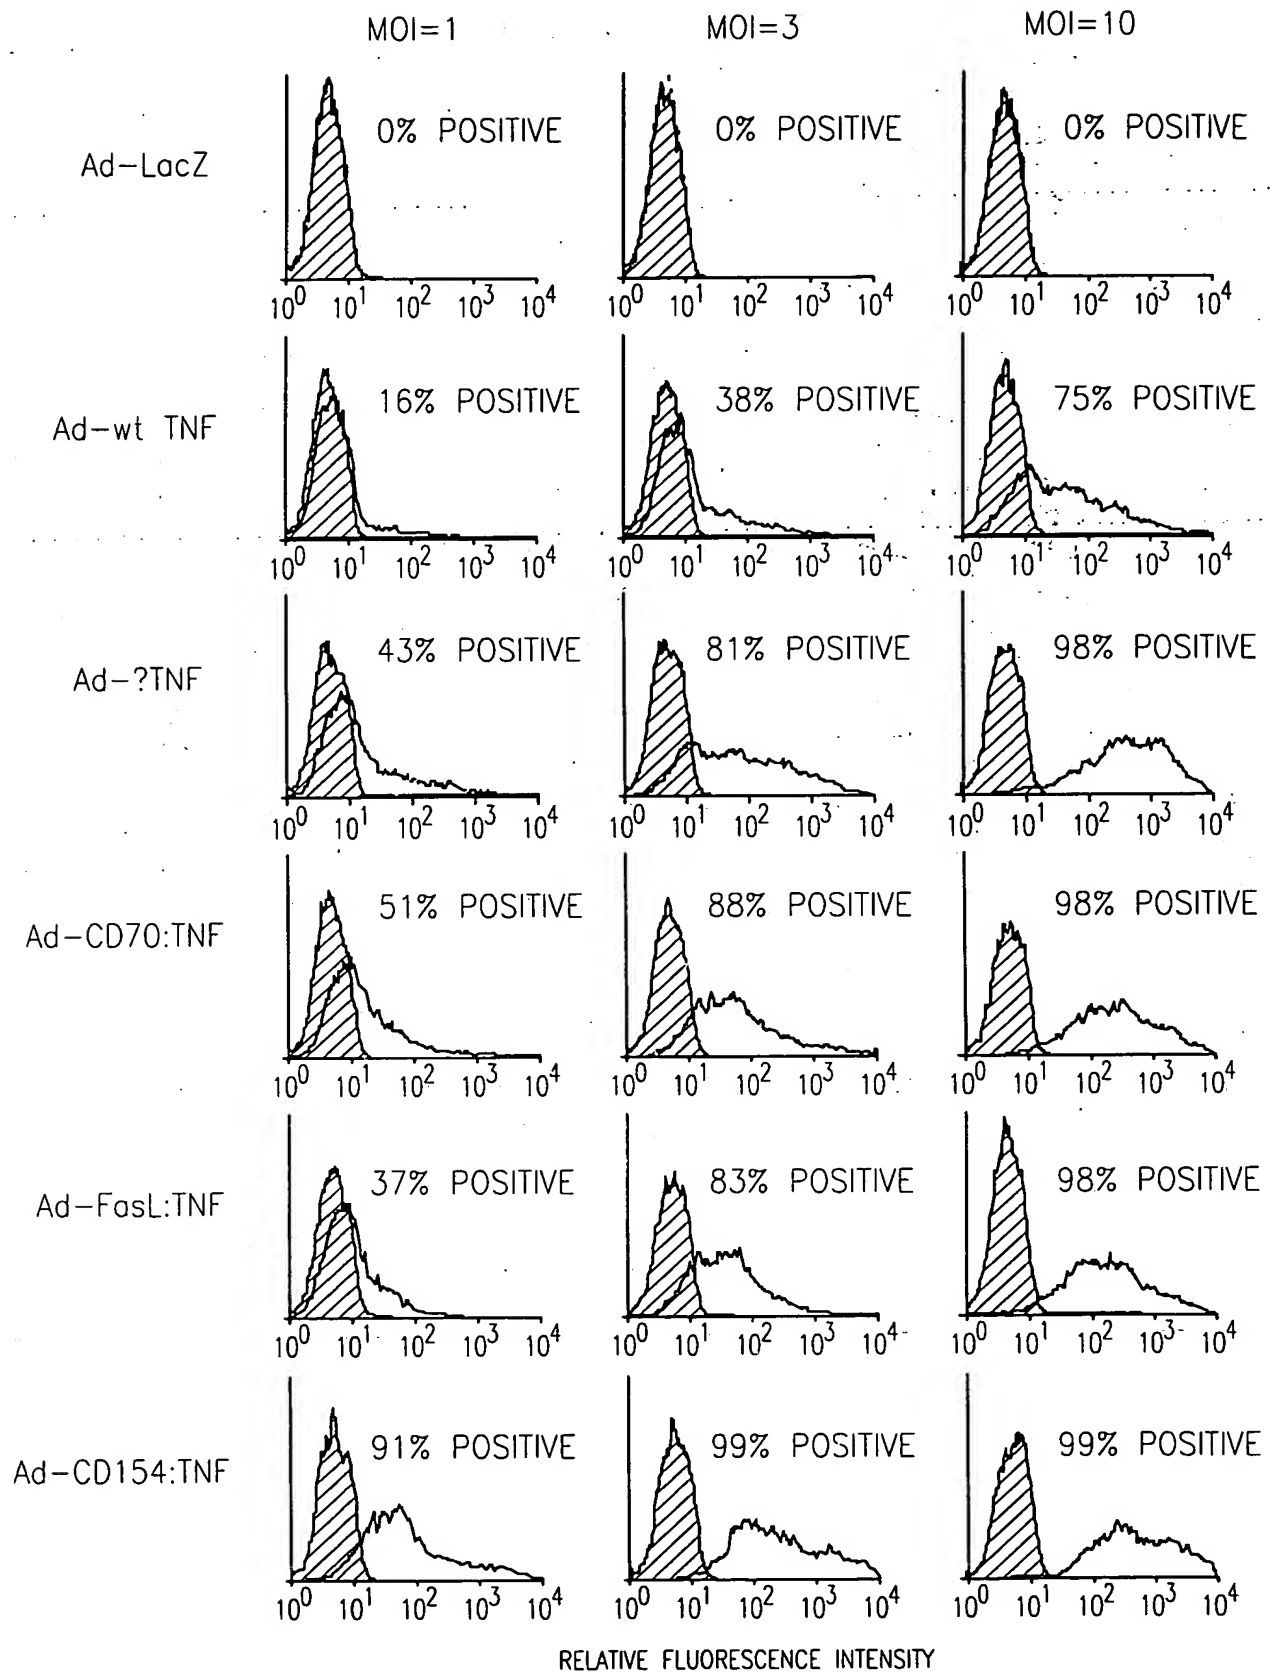 MOI=1 MOI=3 MOI=10
Ad-LacZ
0% POSITIVE 0% POSITIVE 0% POSITIVE
10^0 10^1 10^2 10^3 10^4 10^0 10^1 10^2 10^3 10^4 10^0 10^1 10^2 10^3 10^4
Ad-wt TNF
16% POSITIVE 38% POSITIVE 75% POSITIVE
10^0 10^1 10^2 10^3 10^4 10^0 10^1 10^2 10^3 10^4 10^0 10^1 10^2 10^3 10^4
Ad-?TNF
43% POSITIVE 81% POSITIVE 98% POSITIVE
10^0 10^1 10^2 10^3 10^4 10^0 10^1 10^2 10^3 10^4 10^0 10^1 10^2 10^3 10^4
Ad-CD70:TNF
51% POSITIVE 88% POSITIVE 98% POSITIVE
10^0 10^1 10^2 10^3 10^4 10^0 10^1 10^2 10^3 10^4 10^0 10^1 10^2 10^3 10^4
Ad-FasL:TNF
37% POSITIVE 83% POSITIVE 98% POSITIVE
10^0 10^1 10^2 10^3 10^4 10^0 10^1 10^2 10^3 10^4 10^0 10^1 10^2 10^3 10^4
Ad-CD154:TNF
91% POSITIVE 99% POSITIVE 99% POSITIVE
10^0 10^1 10^2 10^3 10^4 10^0 10^1 10^2 10^3 10^4 10^0 10^1 10^2 10^3 10^4
RELATIVE FLUORESCENCE INTENSITY